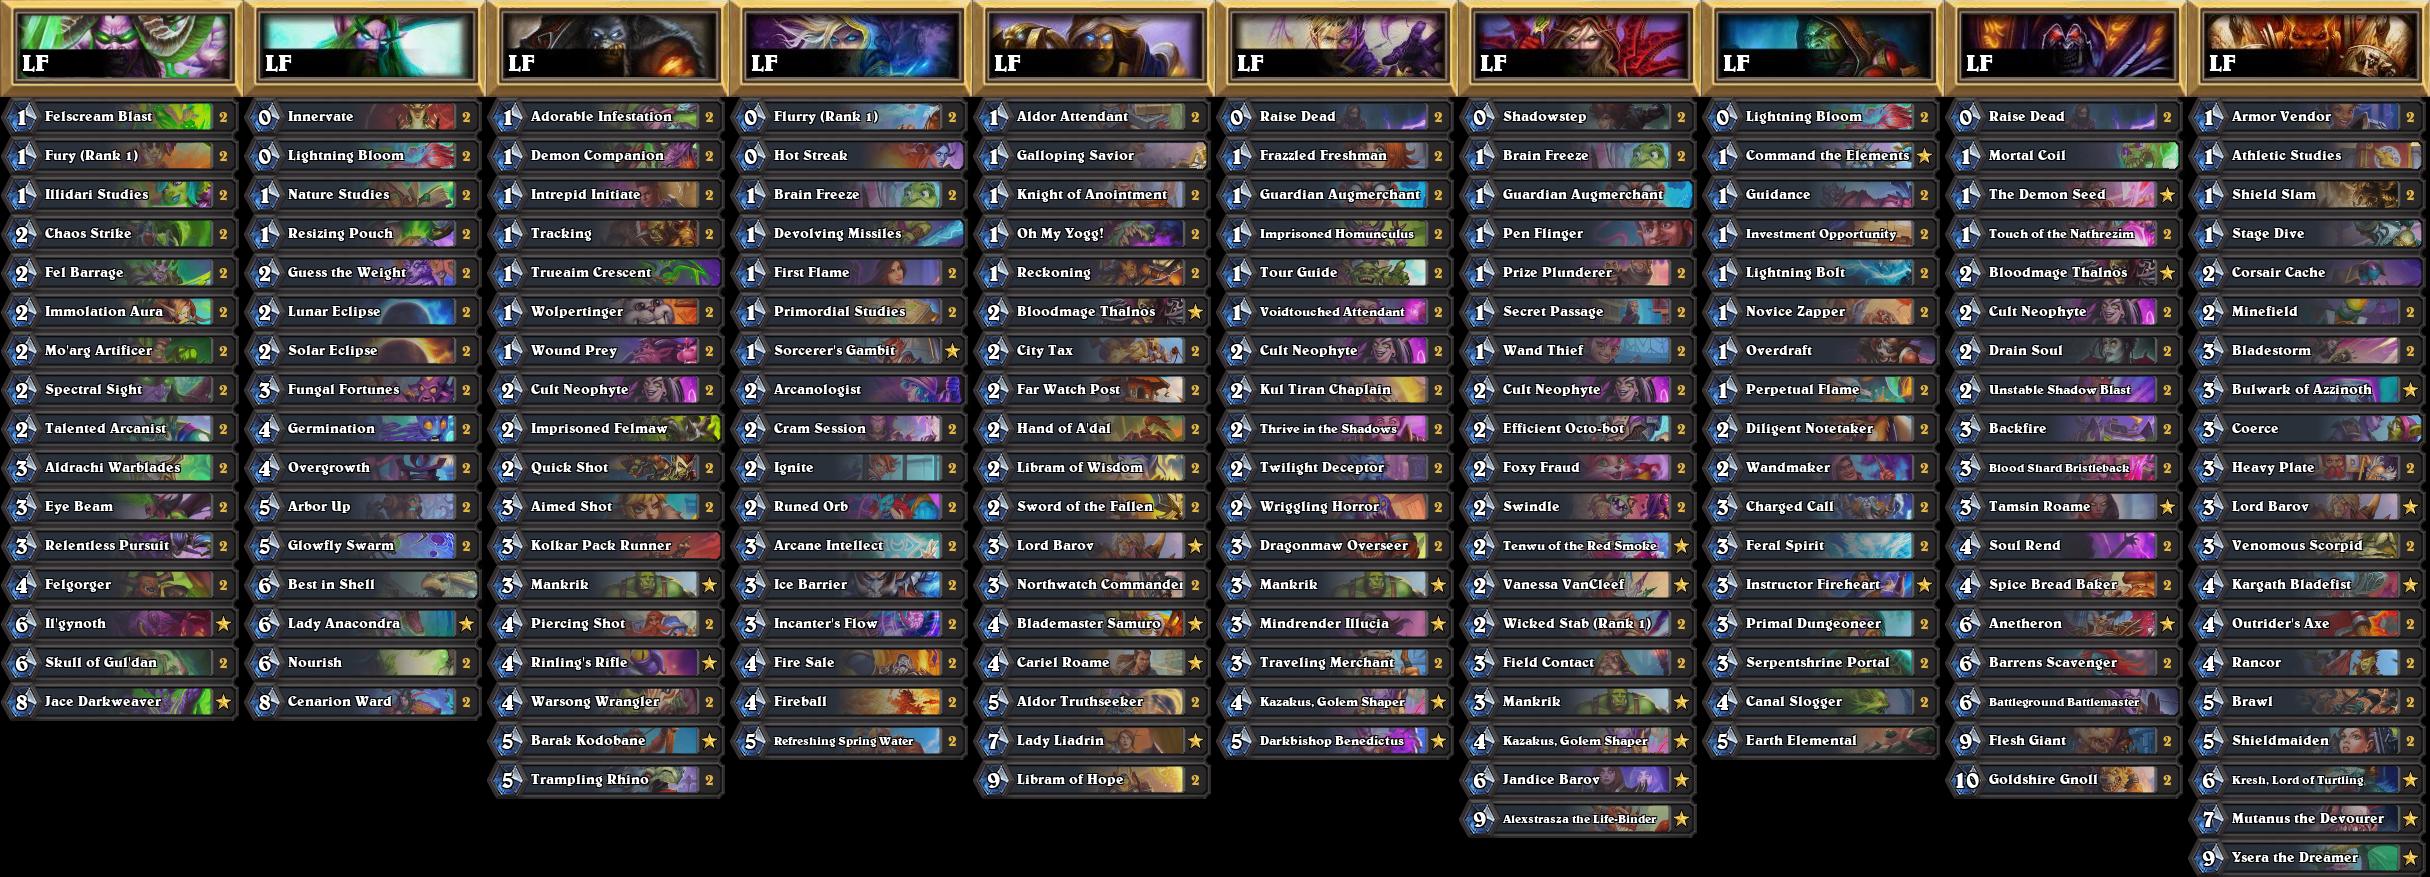 LF
1 Felscream Blast 2
1 Fury (Rank 1) 2
1 Illidari Studies 2
2 Chaos Strike 2
2 Fel Barrage 2
2 Immolation Aura 2
2 Mo'arg Artificer 2
2 Spectral Sight 2
2 Talented Arcanist 2
3 Aldrachi Warblades 2
3 Eye Beam 2
3 Relentless Pursuit 2
4 Felgorger 2
6 Il'gynoth
6 Skull of Gul'dan 2
8 Jace Darkweaver
LF
0 Innervate 2
0 Lightning Bloom 2
1 Nature Studies 2
1 Resizing Pouch 2
2 Guess the Weight 2
2 Lunar Eclipse 2
2 Solar Eclipse 2
3 Fungal Fortunes 2
4 Germination 2
4 Overgrowth 2
5 Arbor Up 2
5 Glowfly Swarm 2
6 Best in Shell
6 Lady Anacondra
6 Nourish 2
8 Cenarion Ward 2
LF
1 Adorable Infestation 2
1 Demon Companion 2
1 Intrepid Initiate 2
1 Tracking 2
1 Trueaim Crescent
1 Wolpertinger 2
1 Wound Prey 2
2 Cult Neophyte 2
2 Imprisoned Felmaw
2 Quick Shot 2
3 Aimed Shot 2
3 Kolkar Pack Runner
3 Mankrik
4 Piercing Shot 2
4 Rinling's Rifle
4 Warsong Wrangler 2
5 Barak Kodobane
5 Trampling Rhino 2
LF
0 Flurry (Rank 1) 2
0 Hot Streak
1 Brain Freeze 2
1 Devolving Missiles
1 First Flame 2
1 Primordial Studies 2
1 Sorcerer's Gambit
2 Arcanologist
2 Cram Session 2
2 Ignite 2
2 Runed Orb 2
3 Arcane Intellect 2
3 Ice Barrier 2
3 Incanter's Flow 2
4 Fire Sale 2
4 Fireball 2
5 Refreshing Spring Water 2
LF
1 Aldor Attendant 2
1 Galloping Savior
1 Knight of Anointment 2
1 Oh My Yogg! 2
1 Reckoning 2
2 Bloodmage Thalnos
2 City Tax 2
2 Far Watch Post 2
2 Hand of A'dal 2
2 Libram of Wisdom 2
2 Sword of the Fallen 2
3 Lord Barov
3 Northwatch Commander 2
4 Blademaster Samuro
4 Cariel Roame
5 Aldor Truthseeker 2
7 Lady Liadrin
9 Libram of Hope 2
LF
0 Raise Dead 2
1 Frazzled Freshman 2
1 Guardian Augmerchant 2
1 Imprisoned Homunculus 2
1 Tour Guide 2
1 Voidtouched Attendant 2
2 Cult Neophyte 2
2 Kul Tiran Chaplain 2
2 Thrive in the Shadows 2
2 Twilight Deceptor 2
2 Wriggling Horror 2
3 Dragonmaw Overseer 2
3 Mankrik
3 Mindrender Illucia
3 Traveling Merchant 2
4 Kazakus, Golem Shaper
5 Darkbishop Benedictus
LF
0 Shadowstep 2
1 Brain Freeze 2
1 Guardian Augmerchant
1 Pen Flinger
1 Prize Plunderer 2
1 Secret Passage 2
1 Wand Thief 2
2 Cult Neophyte 2
2 Efficient Octo-bot 2
2 Foxy Fraud 2
2 Swindle 2
2 Tenwu of the Red Smoke
2 Vanessa VanCleef
2 Wicked Stab (Rank 1) 2
3 Field Contact 2
3 Mankrik
4 Kazakus, Golem Shaper
6 Jandice Barov
9 Alexstrasza the Life-Binder
LF
0 Lightning Bloom 2
1 Command the Elements
1 Guidance 2
1 Investment Opportunity 2
1 Lightning Bolt 2
1 Novice Zapper 2
1 Overdraft
1 Perpetual Flame 2
2 Diligent Notetaker 2
2 Wandmaker 2
3 Charged Call 2
3 Feral Spirit 2
3 Instructor Fireheart
3 Primal Dungeoneer 2
3 Serpentshrine Portal 2
4 Canal Slogger 2
5 Earth Elemental
LF
0 Raise Dead 2
1 Mortal Coil
1 The Demon Seed
1 Touch of the Nathrezim 2
2 Bloodmage Thalnos
2 Cult Neophyte 2
2 Drain Soul 2
2 Unstable Shadow Blast 2
3 Backfire 2
3 Blood Shard Bristleback 2
3 Tamsin Roame
4 Soul Rend 2
4 Spice Bread Baker 2
6 Anetheron
6 Barrens Scavenger 2
6 Battleground Battlemaster
9 Flesh Giant 2
10 Goldshire Gnoll 2
LF
1 Armor Vendor 2
1 Athletic Studies
1 Shield Slam 2
1 Stage Dive
2 Corsair Cache
2 Minefield 2
3 Bladestorm 2
3 Bulwark of Azzinoth
3 Coerce
3 Heavy Plate 2
3 Lord Barov
3 Venomous Scorpid 2
4 Kargath Bladefist
4 Outrider's Axe 2
4 Rancor 2
5 Brawl 2
5 Shieldmaiden 2
6 Kresh, Lord of Turtling
7 Mutanus the Devourer
9 Ysera the Dreamer